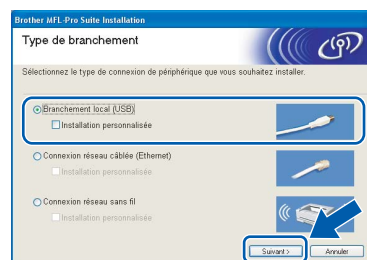 Brother MFL-Pro Suite Installation
Type de branchement
Sélectionnez le type de connexion de périphérique que vous souhaitez installer.
Branchement local (USB)
Installation personnalisée
Connexion réseau câblée (Ethernet)
Installation personnalisée
Connexion réseau sans fil
Installation personnalisée
Suivant >
Annuler